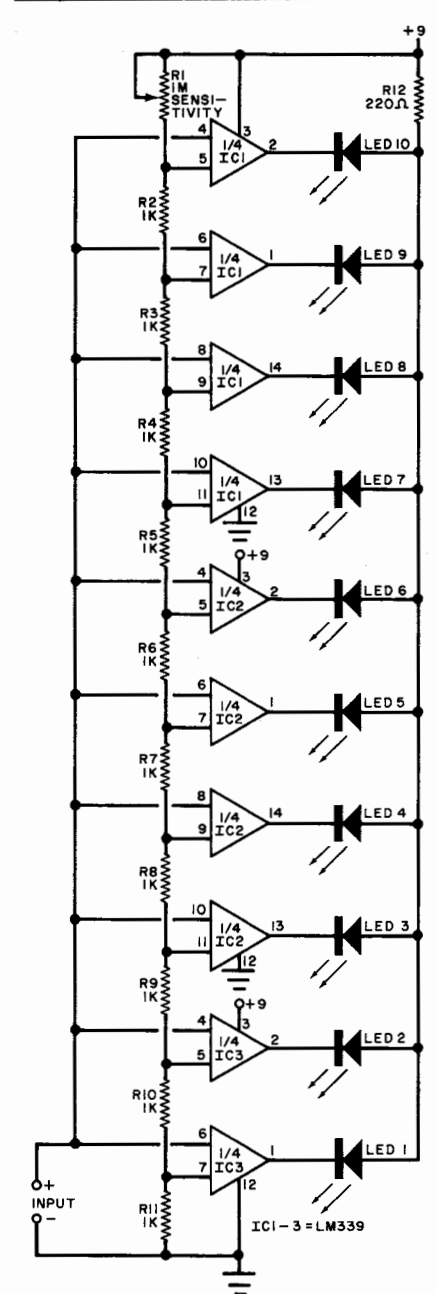 +9
R1
1M
SENSI-
TIVITY
R12
220Ω
4
5
3
1/4
IC1
2
LED 10
R2
1K
6
7
1/4
IC1
1
LED 9
R3
1K
8
9
1/4
IC1
14
LED 8
R4
1K
10
11
1/4
IC1
13
12
LED 7
R5
1K
+9
4
5
3
1/4
IC2
2
LED 6
R6
1K
6
7
1/4
IC2
1
LED 5
R7
1K
8
9
1/4
IC2
14
LED 4
R8
1K
10
11
1/4
IC2
13
12
LED 3
R9
1K
+9
4
5
3
1/4
IC3
2
LED 2
R10
1K
6
7
1/4
IC3
1
12
LED 1
+
INPUT
-
R11
1K
IC1-3=LM339